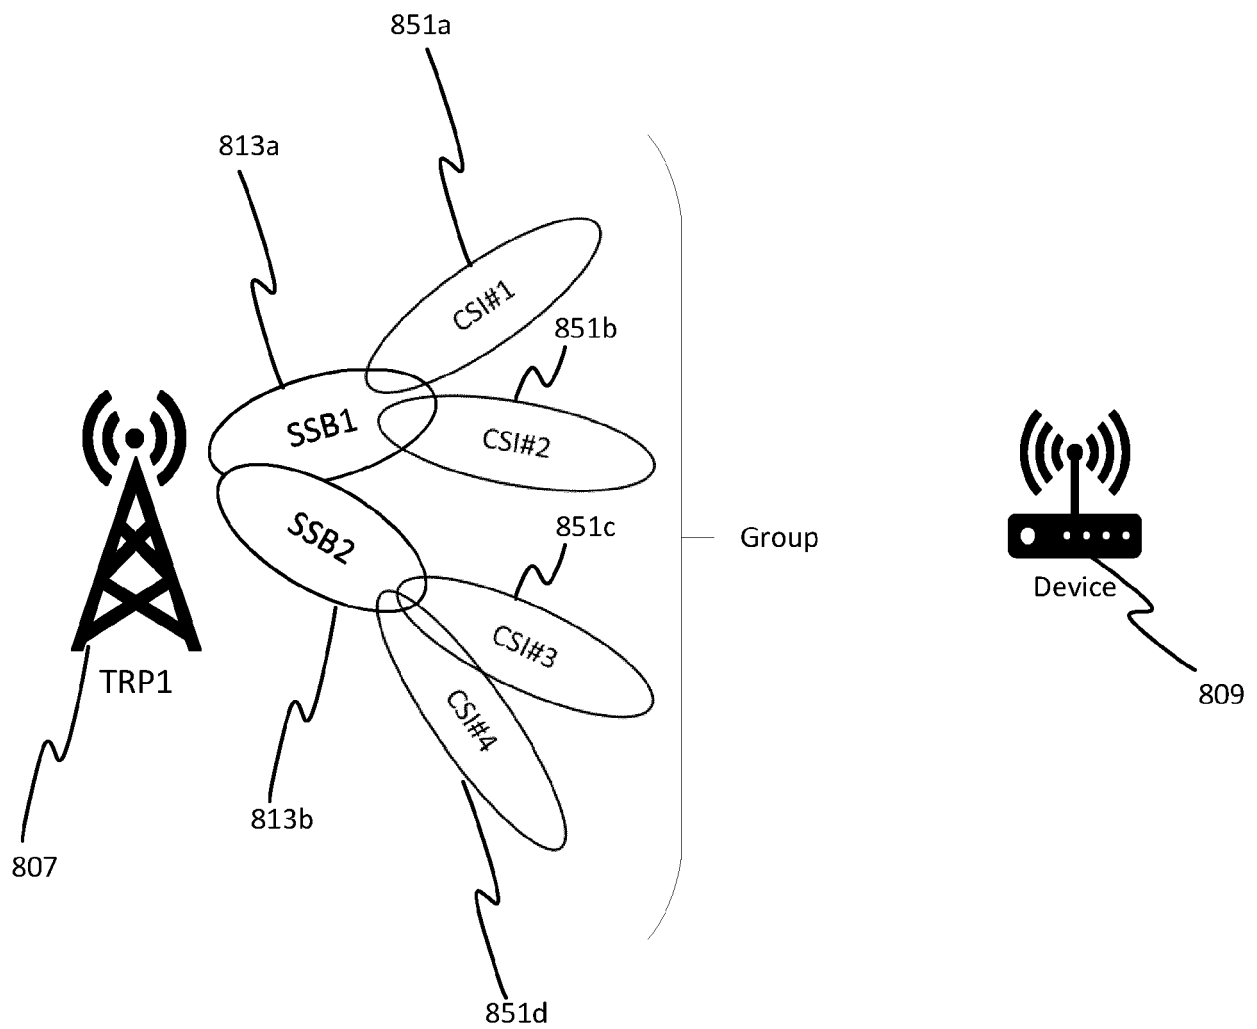 851a
813a
CSI#1
851b
SSB1
CSI#2
SSB2
851c
Group
Device
CSI#3
TRP1
809
CSI#4
813b
807
851d